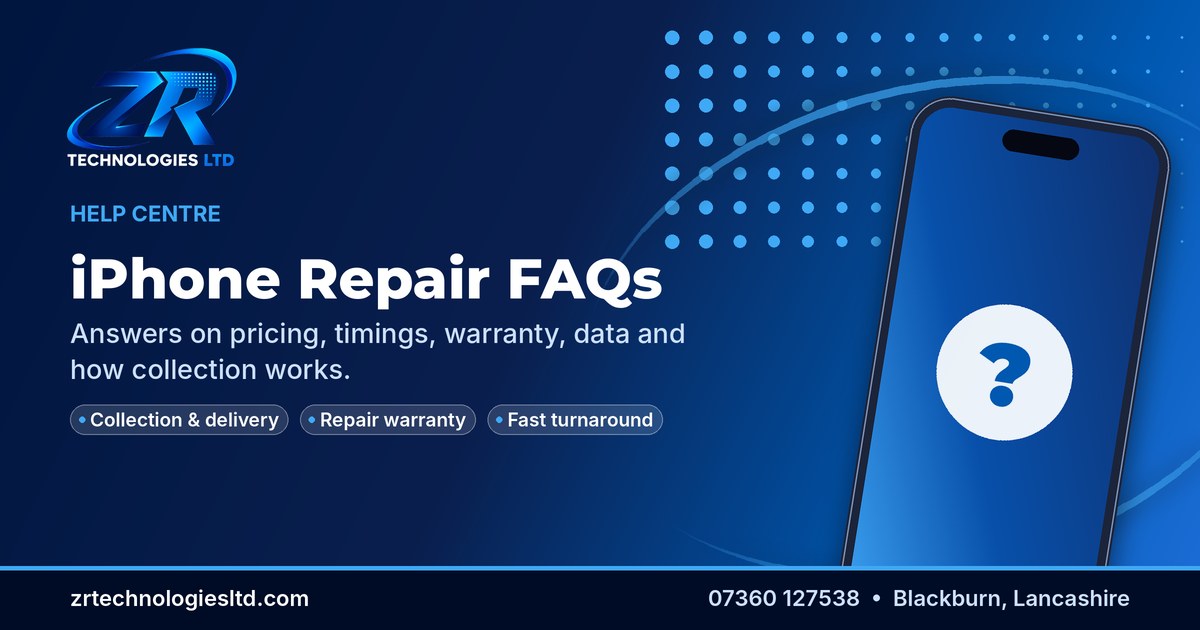 ZR
TECHNOLOGIES LTD
HELP CENTRE
iPhone Repair FAQs
Answers on pricing, timings, warranty, data and
how collection works.
Collection & delivery
Repair warranty
Fast turnaround
?
zrtechnologiesltd.com
07360 127538 • Blackburn, Lancashire